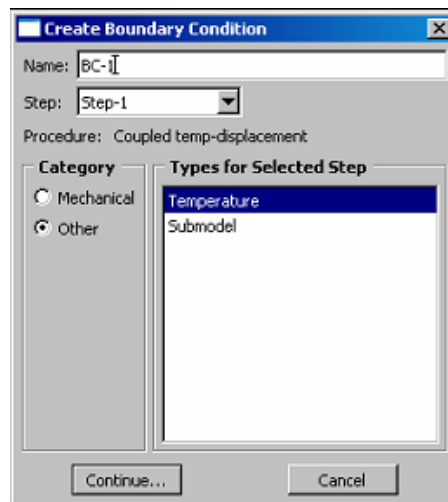 Create Boundary Condition
Name: BC-1
Step: Step-1
Procedure: Coupled temp-displacement
Category
Mechanical
Other
Types for Selected Step
Temperature
Submodel
Continue...
Cancel